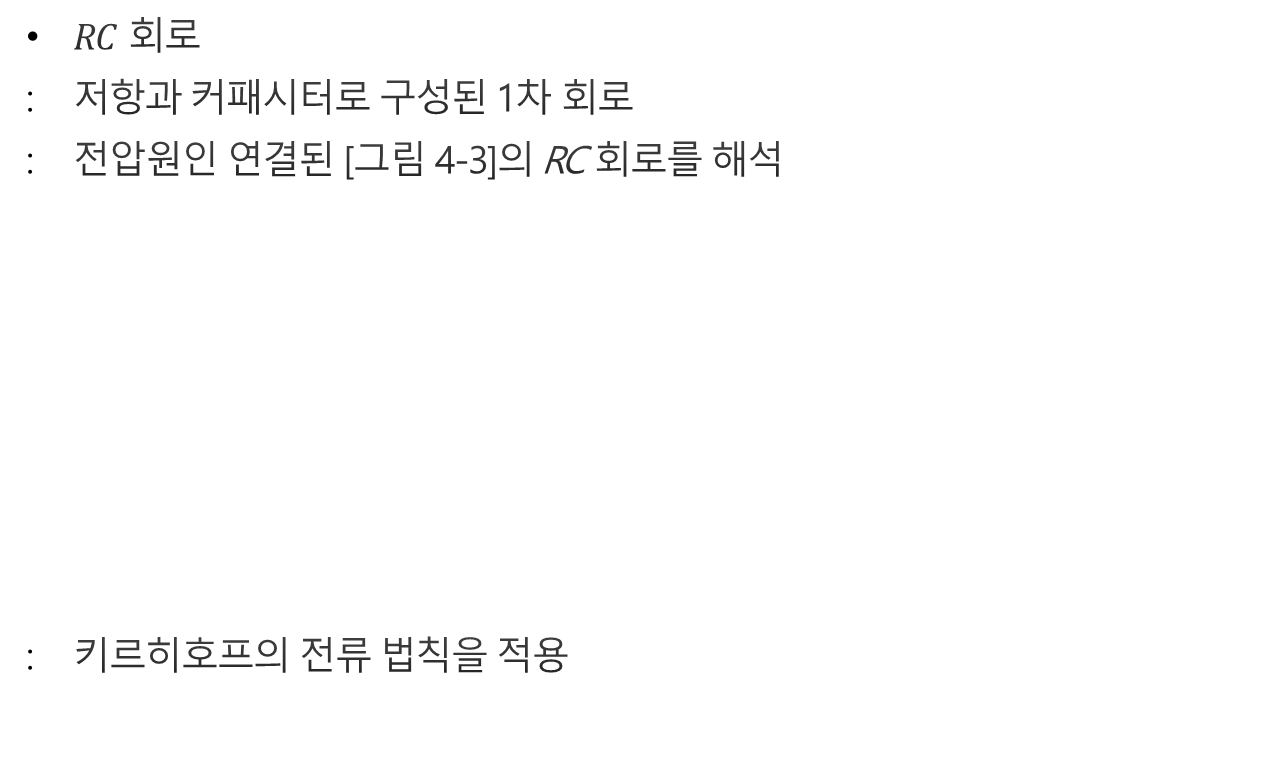 • RC 회로
: 저항과 커패시터로 구성된 1차 회로
: 전압원인 연결된 [그림 4-3]의 RC 회로를 해석
: 키르히호프의 전류 법칙을 적용